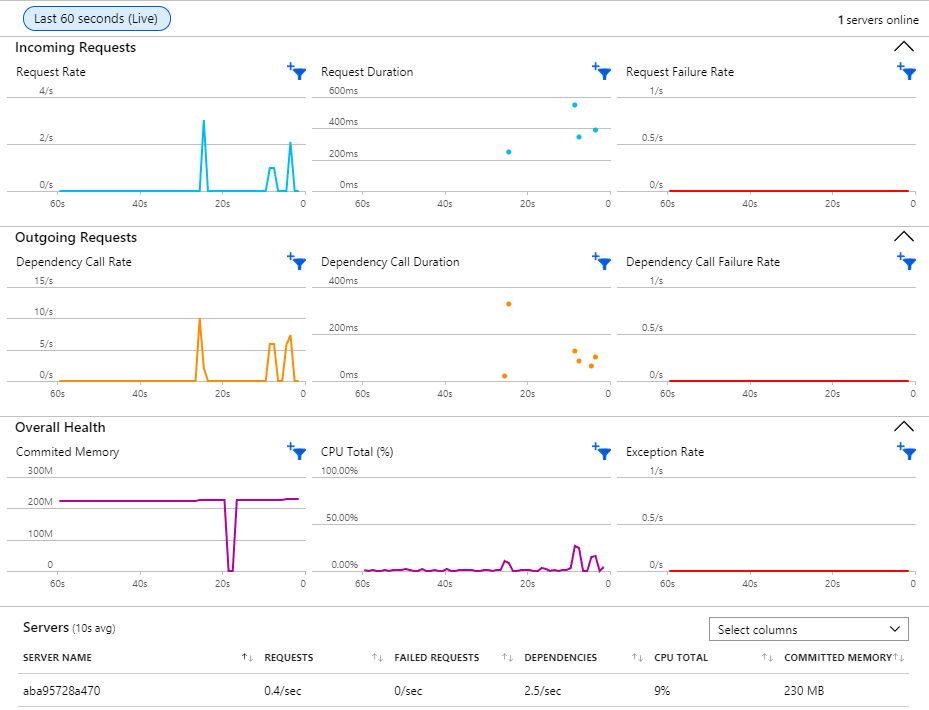 Last 60 seconds (Live)
1 servers online
Incoming Requests
Request Rate
4/s
2/s
0/s
60s 40s 20s 0
Request Duration
600ms
400ms
200ms
0ms
60s 40s 20s 0
Request Failure Rate
1/s
0.5/s
0/s
60s 40s 20s 0
Outgoing Requests
Dependency Call Rate
15/s
10/s
5/s
0/s
60s 40s 20s 0
Dependency Call Duration
400ms
200ms
0ms
60s 40s 20s 0
Dependency Call Failure Rate
1/s
0.5/s
0/s
60s 40s 20s 0
Overall Health
Commited Memory
300M
200M
100M
0
60s 40s 20s 0
CPU Total (%)
100.00%
50.00%
0.00%
60s 40s 20s 0
Exception Rate
1/s
0.5/s
0/s
60s 40s 20s 0
Servers (10s avg)
Select columns
SERVER NAME REQUESTS FAILED REQUESTS DEPENDENCIES CPU TOTAL COMMITTED MEMORY
aba95728a470 0.4/sec 0/sec 2.5/sec 9% 230 MB